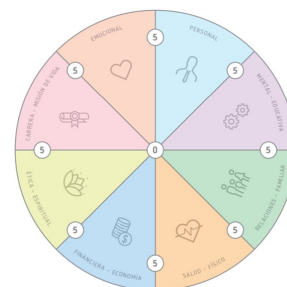 EMOCIONAL
PERSONAL
MENTAL - EDUCATIVA
RELACIONES - FAMILIAR
SALUD - FÍSICO
FINANCIERA - ECONOMÍA
ÉTICA - ESPIRITUAL
CARRERA - MISIÓN DE VIDA
5
5
5
5
0
5
5
5
5